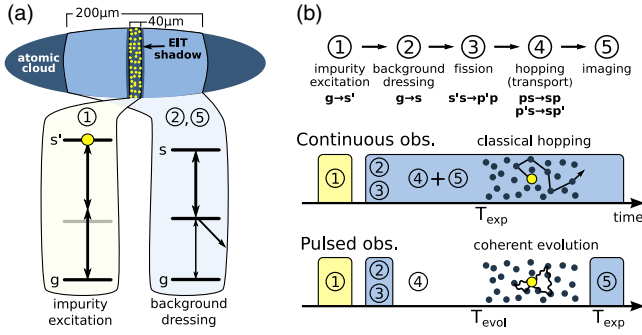 (a)
200μm
40μm
atomic
cloud
EIT
shadow
①
s'
g
impurity
excitation
②,⑤
s
g
background
dressing
(b)
① ② ③ ④ ⑤
impurity background fission hopping imaging
excitation dressing (transport)
g→s' g→s s's→p'p ps→sp
p's→sp'
Continuous obs. classical hopping
① ② ③ ④+⑤
T_exp time
Pulsed obs. coherent evolution
① ② ③ ④ ⑤
T_evol T_exp